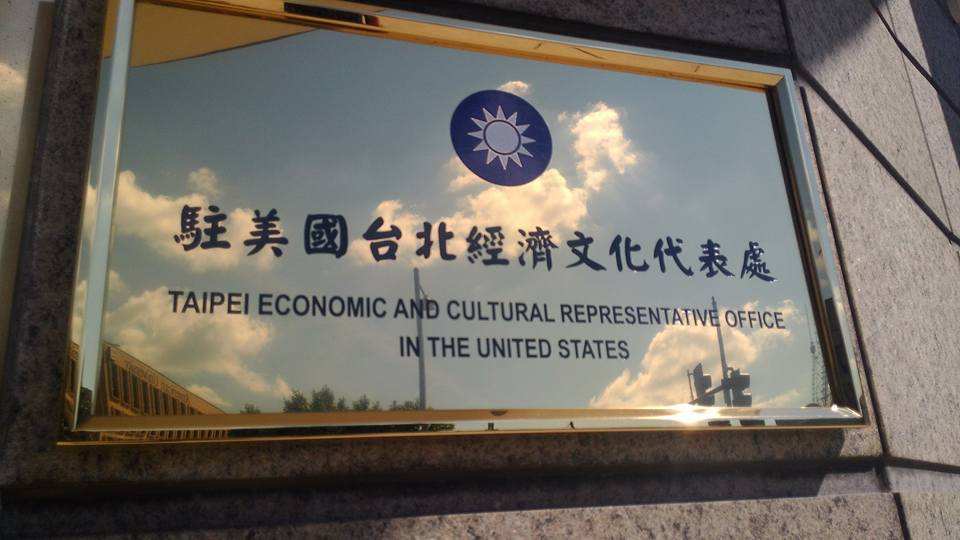 駐美國台北經濟文化代表處
TAIPEI ECONOMIC AND CULTURAL REPRESENTATIVE OFFICE
IN THE UNITED STATES